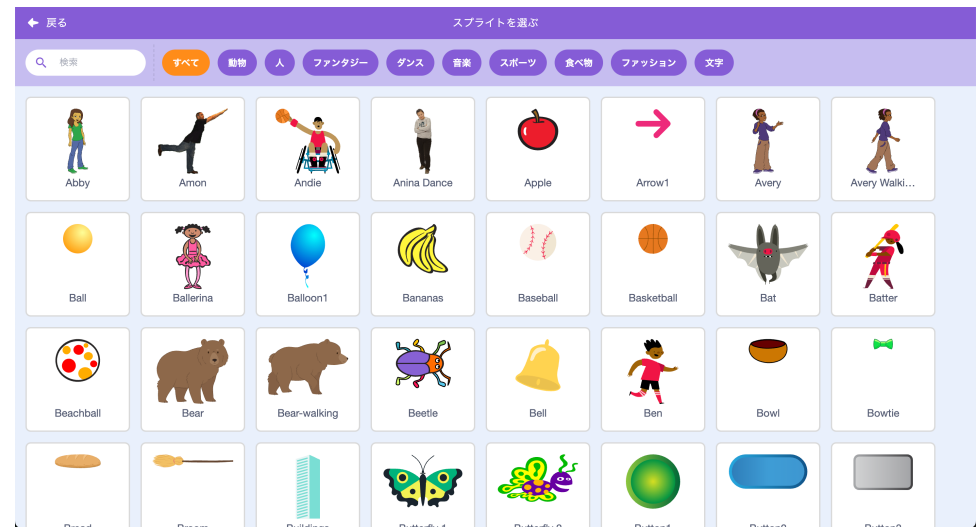 戻る
スプライトを選ぶ
検索
すべて 動物 人 ファンタジー ダンス 音楽 スポーツ 食べ物 ファッション 文字
Abby Amon Andie Anina Dance Apple Arrow1 Avery Avery Walki...
Ball Ballerina Balloon1 Bananas Baseball Basketball Bat Batter
Beachball Bear Bear-walking Beetle Bell Ben Bowl Bowtie